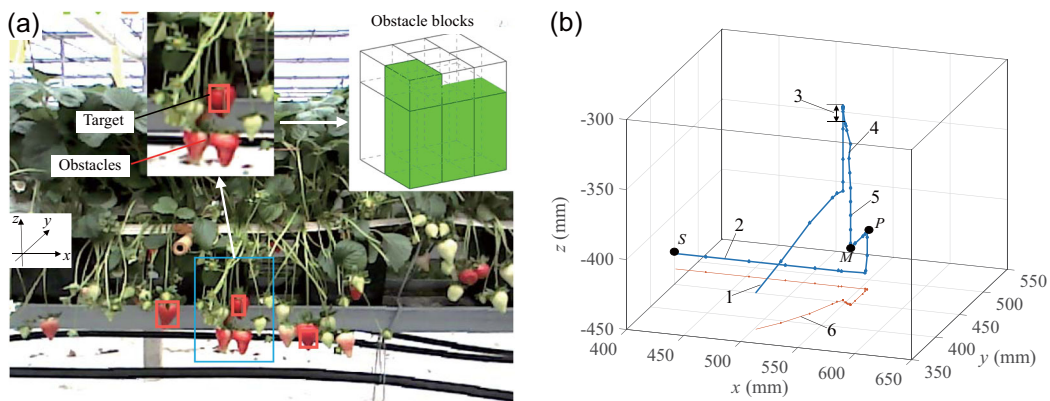 (a)
Obstacle blocks
Target
Obstacles
z
y
x
(b)
3
4
5
P
M
S
2
1
6
-300
-350
-400
-450
z (mm)
400
450
500
550
600
650
x (mm)
350
400
450
500
550
y (mm)